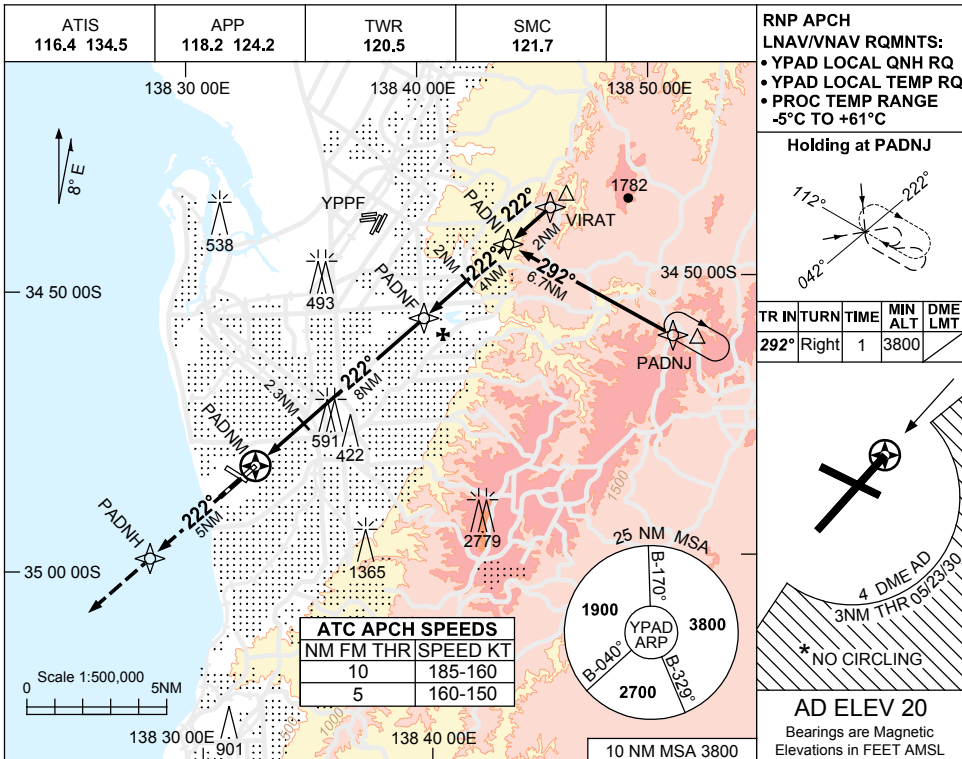 ATIS
116.4 134.5
APP
118.2 124.2
TWR
120.5
SMC
121.7
RNP APCH
LNAV/VNAV RQMNTS:
• YPAD LOCAL QNH RQ
• YPAD LOCAL TEMP RQ
• PROC TEMP RANGE
-5°C TO +61°C
138 30 00E
138 40 00E
138 50 00E
8° E
538
YPPF
493
PADNI
222°
VIRAT
2NM
1782
222°
4NM
2NM
292°
6.7NM
PADNF
34 50 00S
34 50 00S
PADNJ
222°
8NM
2.3NM
591
422
PADNM
222°
5NM
PADNH
35 00 00S
1365
2779
1500
500
1000
901
Holding at PADNJ
112°
222°
042°
TR IN TURN TIME MIN ALT DME LMT
292° Right 1 3800
4 DME AD
3NM THR 05/23/30
* NO CIRCLING
ATC APCH SPEEDS
NM FM THR SPEED KT
10 185-160
5 160-150
25 NM MSA
B-170°
1900
YPAD
ARP
3800
B-040°
B-329°
2700
Scale 1:500,000
0 5NM
138 30 00E
138 40 00E
10 NM MSA 3800
AD ELEV 20
Bearings are Magnetic
Elevations in FEET AMSL